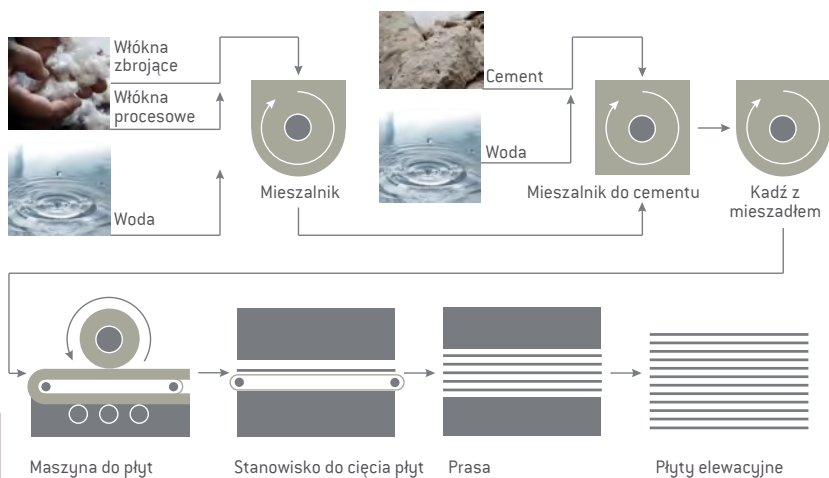 Włókna
zbrojące
Włókna
procesowe
Woda
Mieszalnik
Cement
Woda
Mieszalnik do cementu
Kadź z
mieszadłem
Maszyna do płyt
Stanowisko do cięcia płyt
Prasa
Płyty elewacyjne